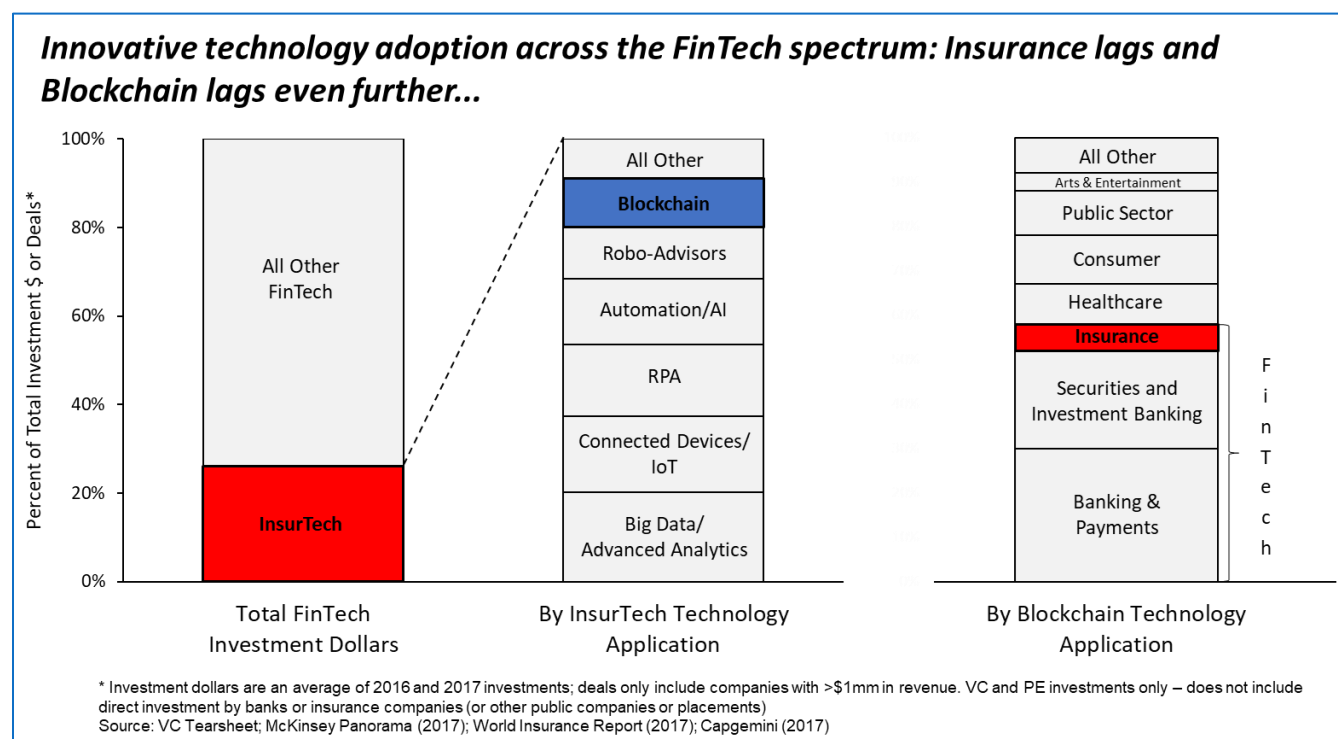 Innovative technology adoption across the FinTech spectrum: Insurance lags and
Blockchain lags even further...
Percent of Total Investment $ or Deals*
100%
80%
60%
40%
20%
0%
All Other
FinTech
InsurTech
Total FinTech
Investment Dollars
All Other
Blockchain
Robo-Advisors
Automation/AI
RPA
Connected Devices/
IoT
Big Data/
Advanced Analytics
By InsurTech Technology
Application
All Other
Arts & Entertainment
Public Sector
Consumer
Healthcare
Insurance
Securities and
Investment Banking
Banking &
Payments
FinTech
By Blockchain Technology
Application
* Investment dollars are an average of 2016 and 2017 investments; deals only include companies with >$1mm in revenue. VC and PE investments only – does not include
direct investment by banks or insurance companies (or other public companies or placements)
Source: VC Tearsheet; McKinsey Panorama (2017); World Insurance Report (2017); Capgemini (2017)